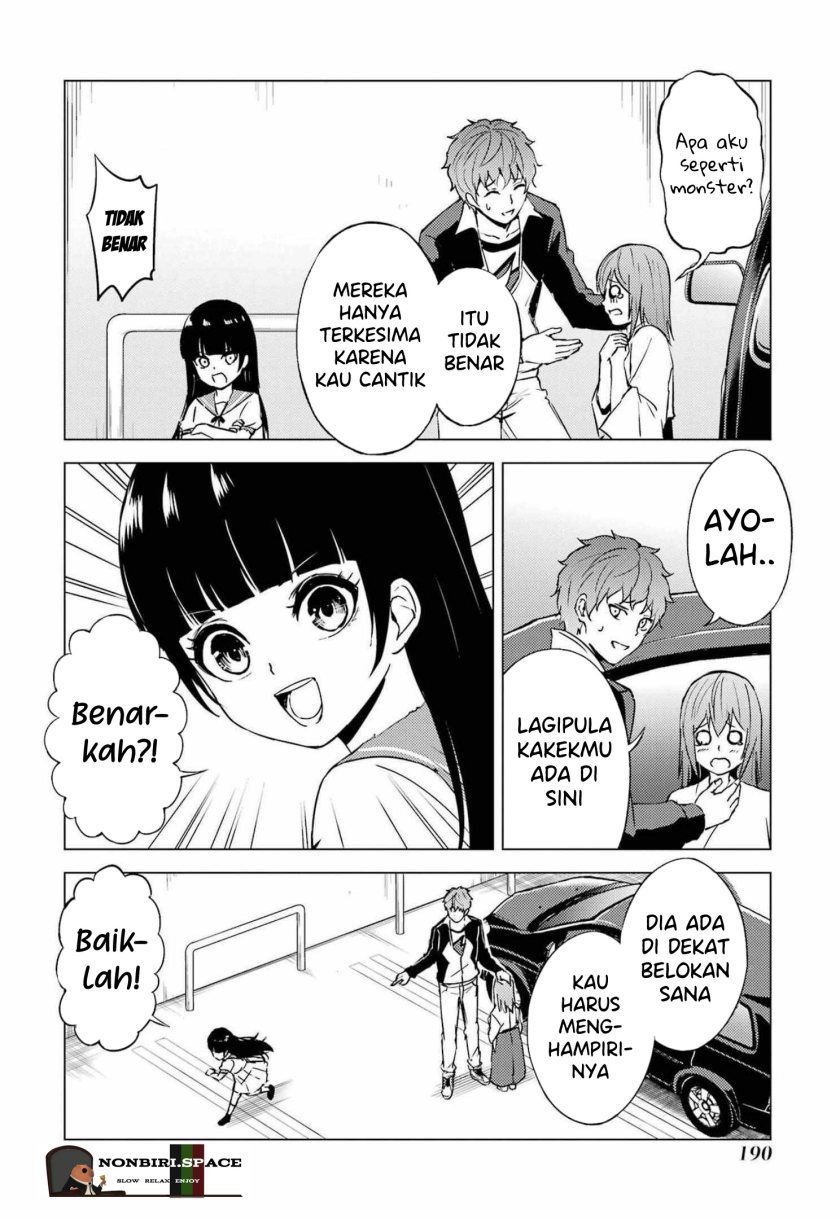 Apa aku
seperti
monster?
ITU
TIDAK
BENAR
MEREKA
HANYA
TERKESIMA
KARENA
KAU CANTIK
TIDAK
BENAR
AYO-
LAH..
LAGIPULA
KAKEKMU
ADA DI
SINI
Benar-
kah?!
DIA ADA
DI DEKAT
BELOKAN
SANA
KAU
HARUS
MENG-
HAMPIRI-
NYA
Baik-
lah!
190
NONBIRI.SPACE
SLOW RELAX ENJOY